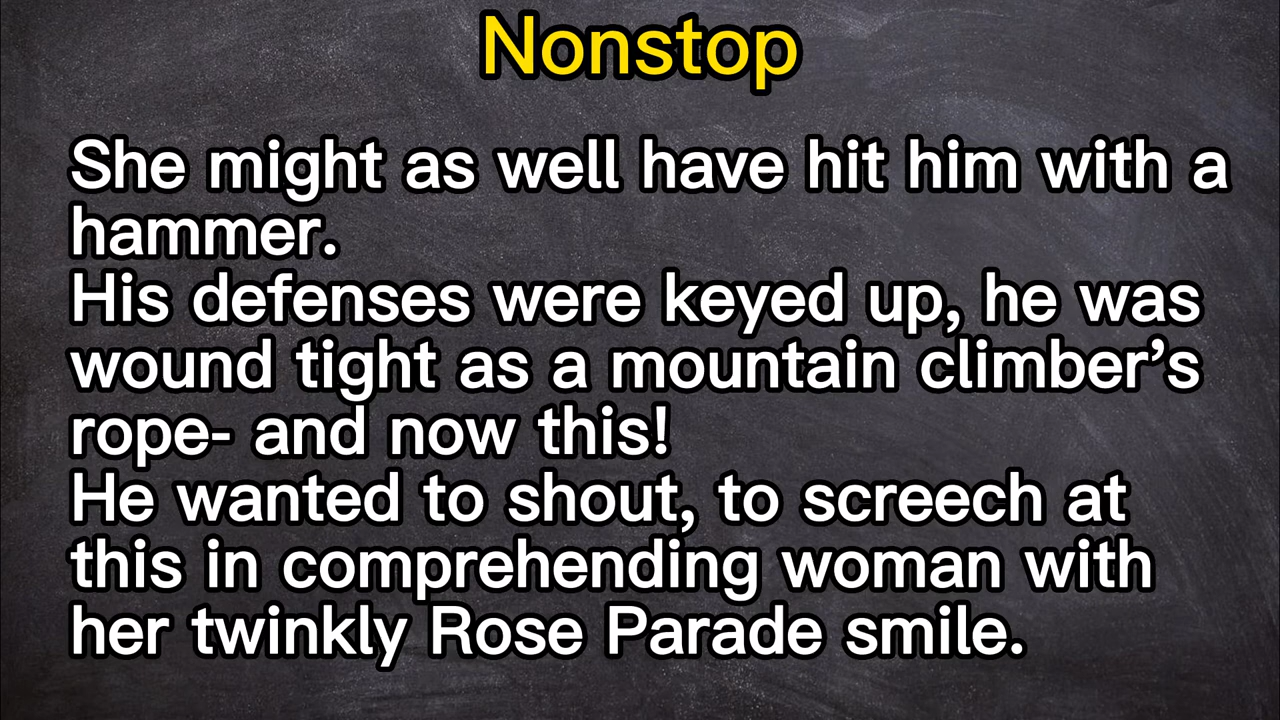 Nonstop
She might as well have hit him with a
hammer.
His defenses were keyed up, he was
wound tight as a mountain climber’s
rope- and now this!
He wanted to shout, to screech at
this in comprehending woman with
her twinkly Rose Parade smile.